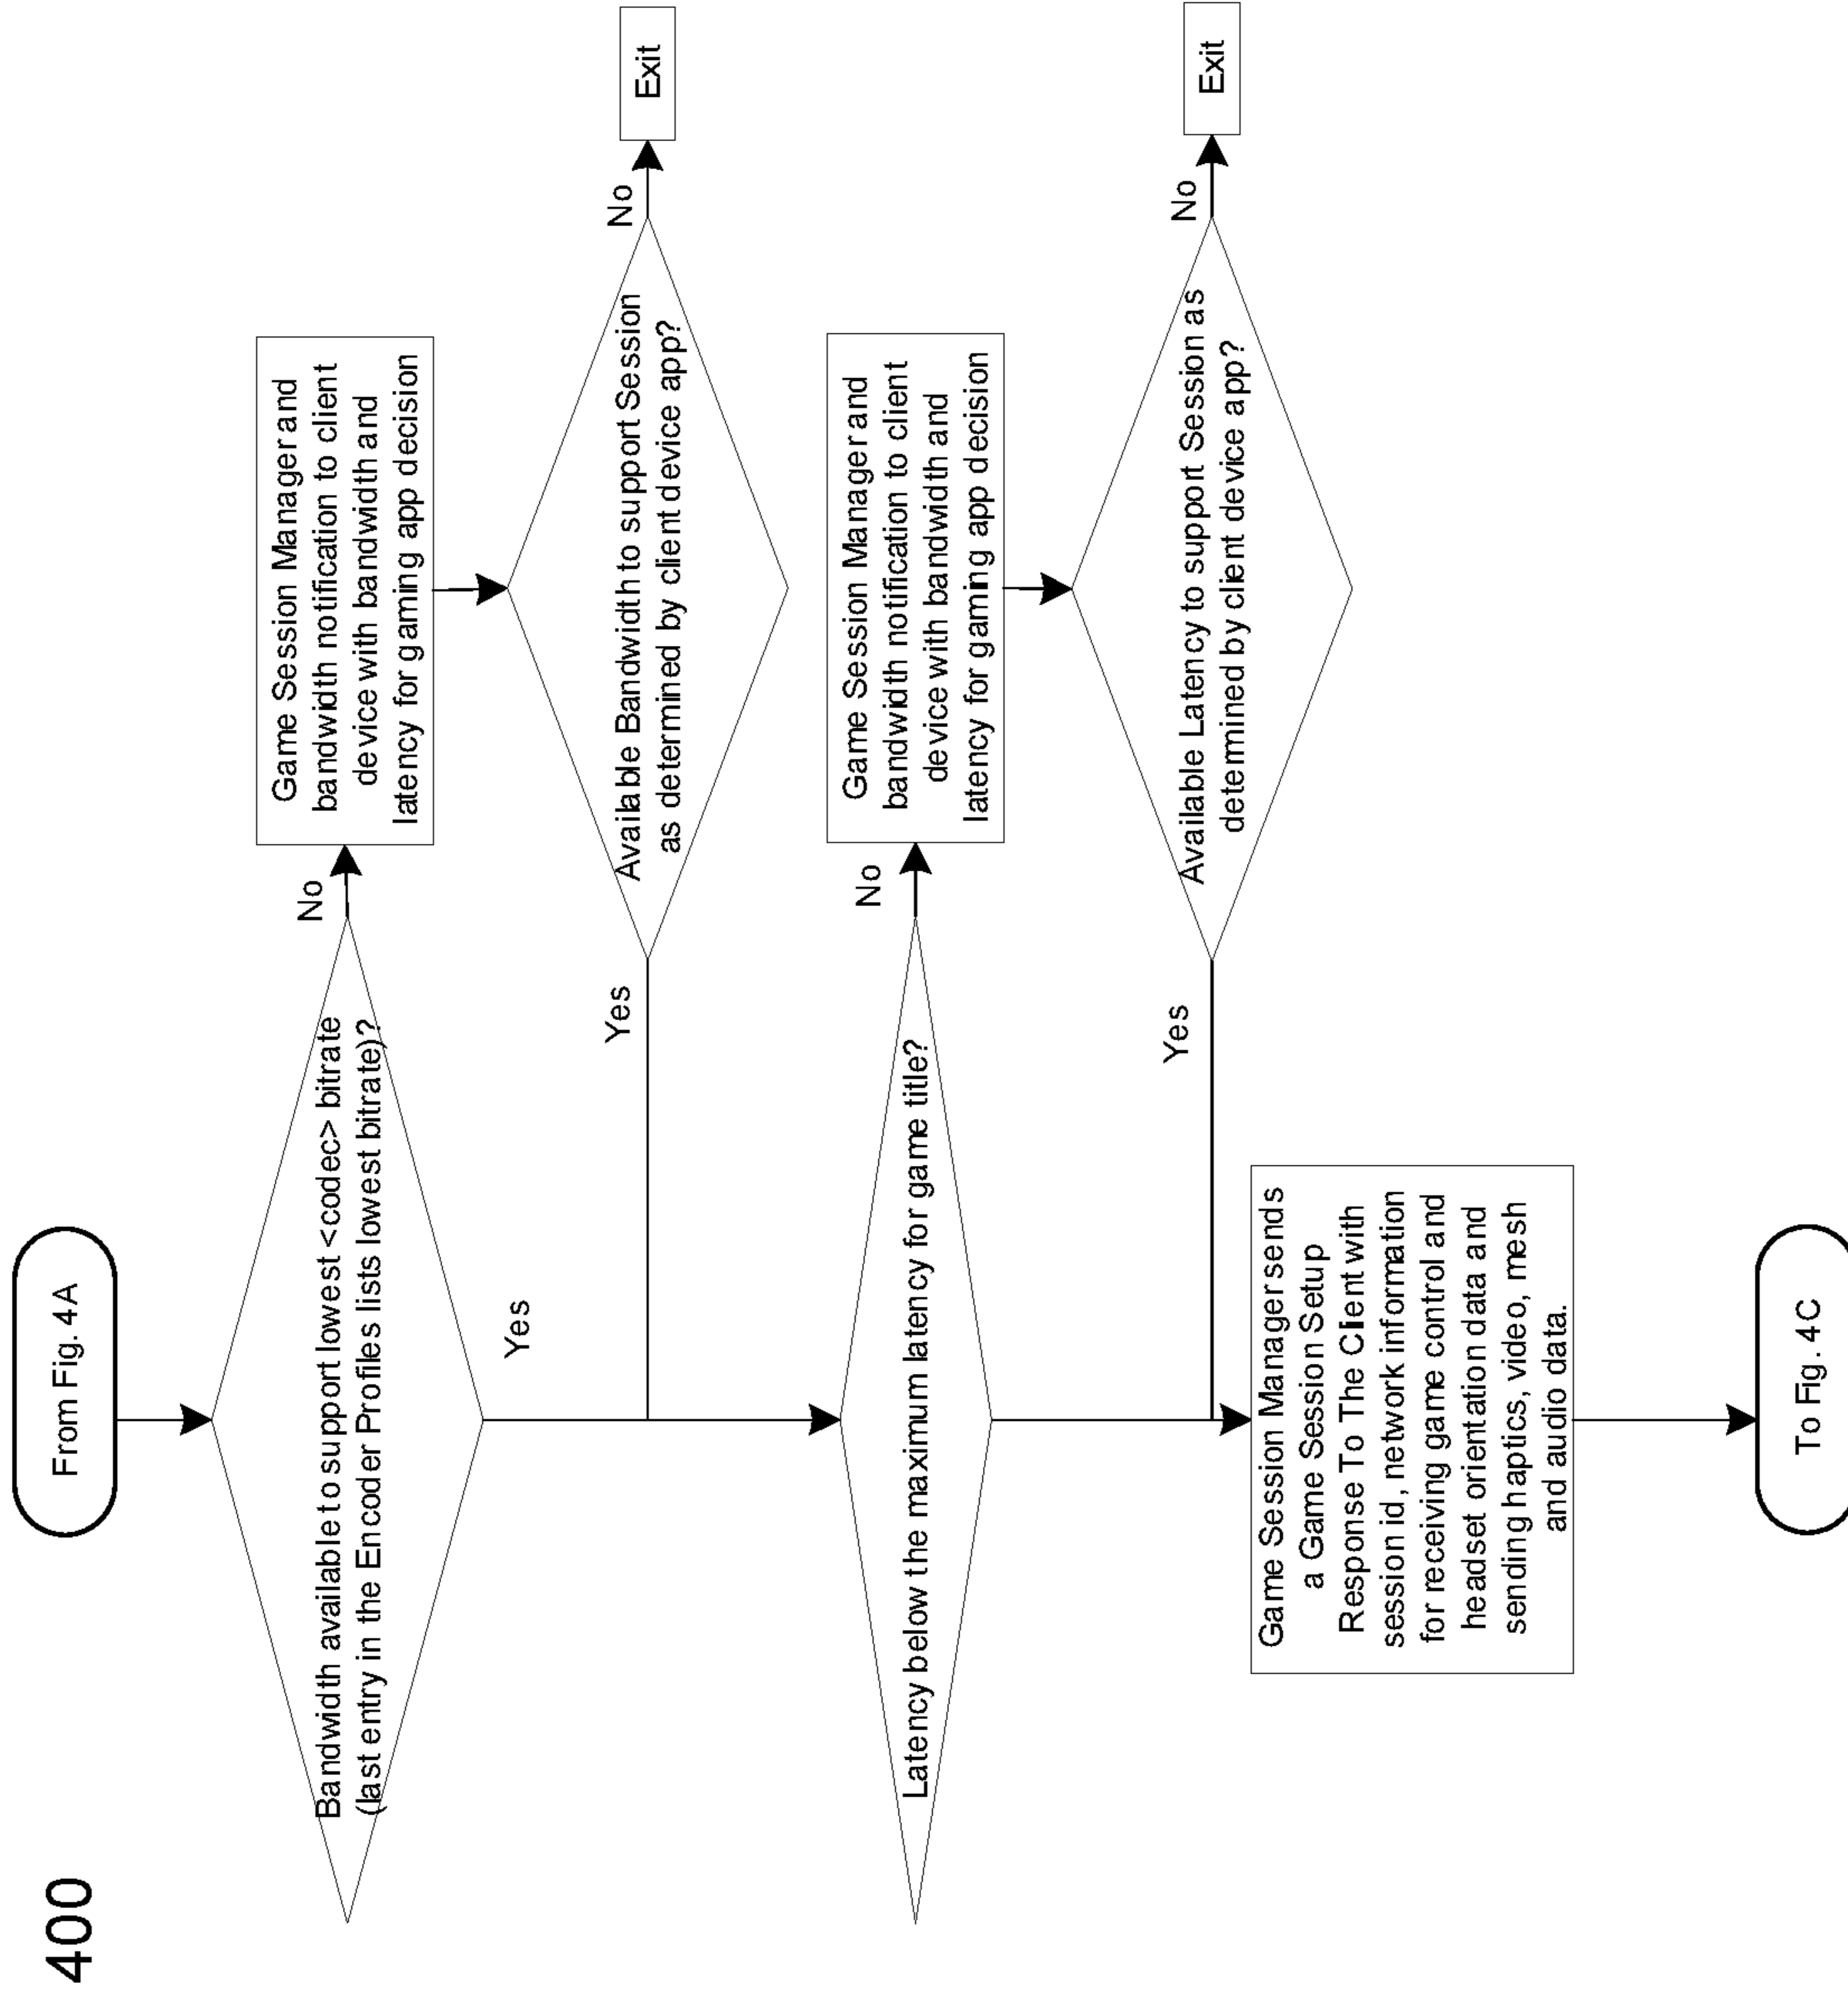 400
From Fig. 4A
Bandwidth available to support lowest <codec> bitrate
(last entry in the Encoder Profiles lists lowest bitrate)?
No
Game Session Manager and
bandwidth notification to client
device with bandwidth and
latency for gaming app decision
Yes
Available Bandwidth to support Session
as determined by client device app?
No
Exit
Yes
Latency below the maximum latency for game title?
No
Game Session Manager and
bandwidth notification to client
device with bandwidth and
latency for gaming app decision
Available Latency to support Session as
determined by client device app?
No
Exit
Yes
Game Session Manager sends
a Game Session Setup
Response To The Client with
session id, network information
for receiving game control and
headset orientation data and
sending haptics, video, mesh
and audio data.
To Fig. 4C